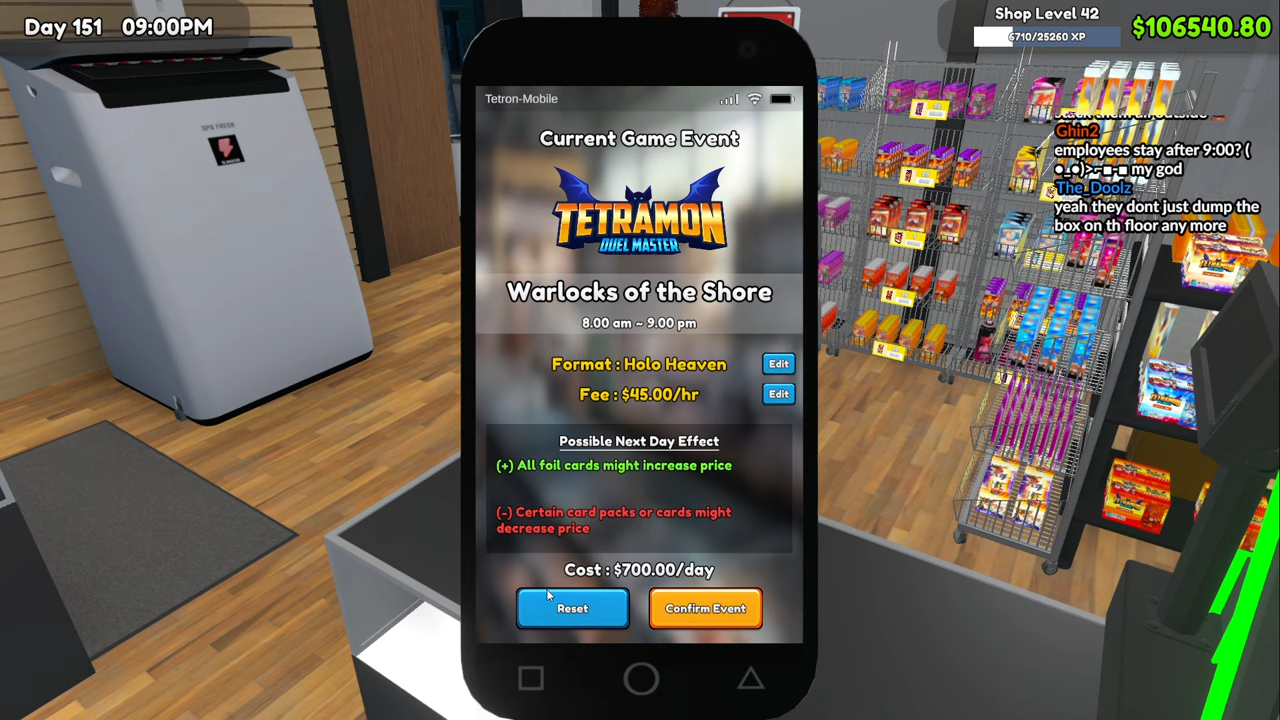 Day 151 09:00PM
Shop Level 42
6710/25260 XP
$106540.80
Tetron-Mobile
Current Game Event
TETRAMON
DUEL MASTER
Warlocks of the Shore
8.00 am ~ 9.00 pm
Format : Holo Heaven
Edit
Fee : $45.00/hr
Edit
Possible Next Day Effect
(+) All foil cards might increase price
(-) Certain card packs or cards might
decrease price
Cost : $700.00/day
Reset
Confirm Event
Ghin2
employees stay after 9:00? (
●_●)>⌐■-■ my god
The_Doolz
yeah they dont just dump the
box on th floor any more
TETRAMON
TETRAMON
TETRAMON